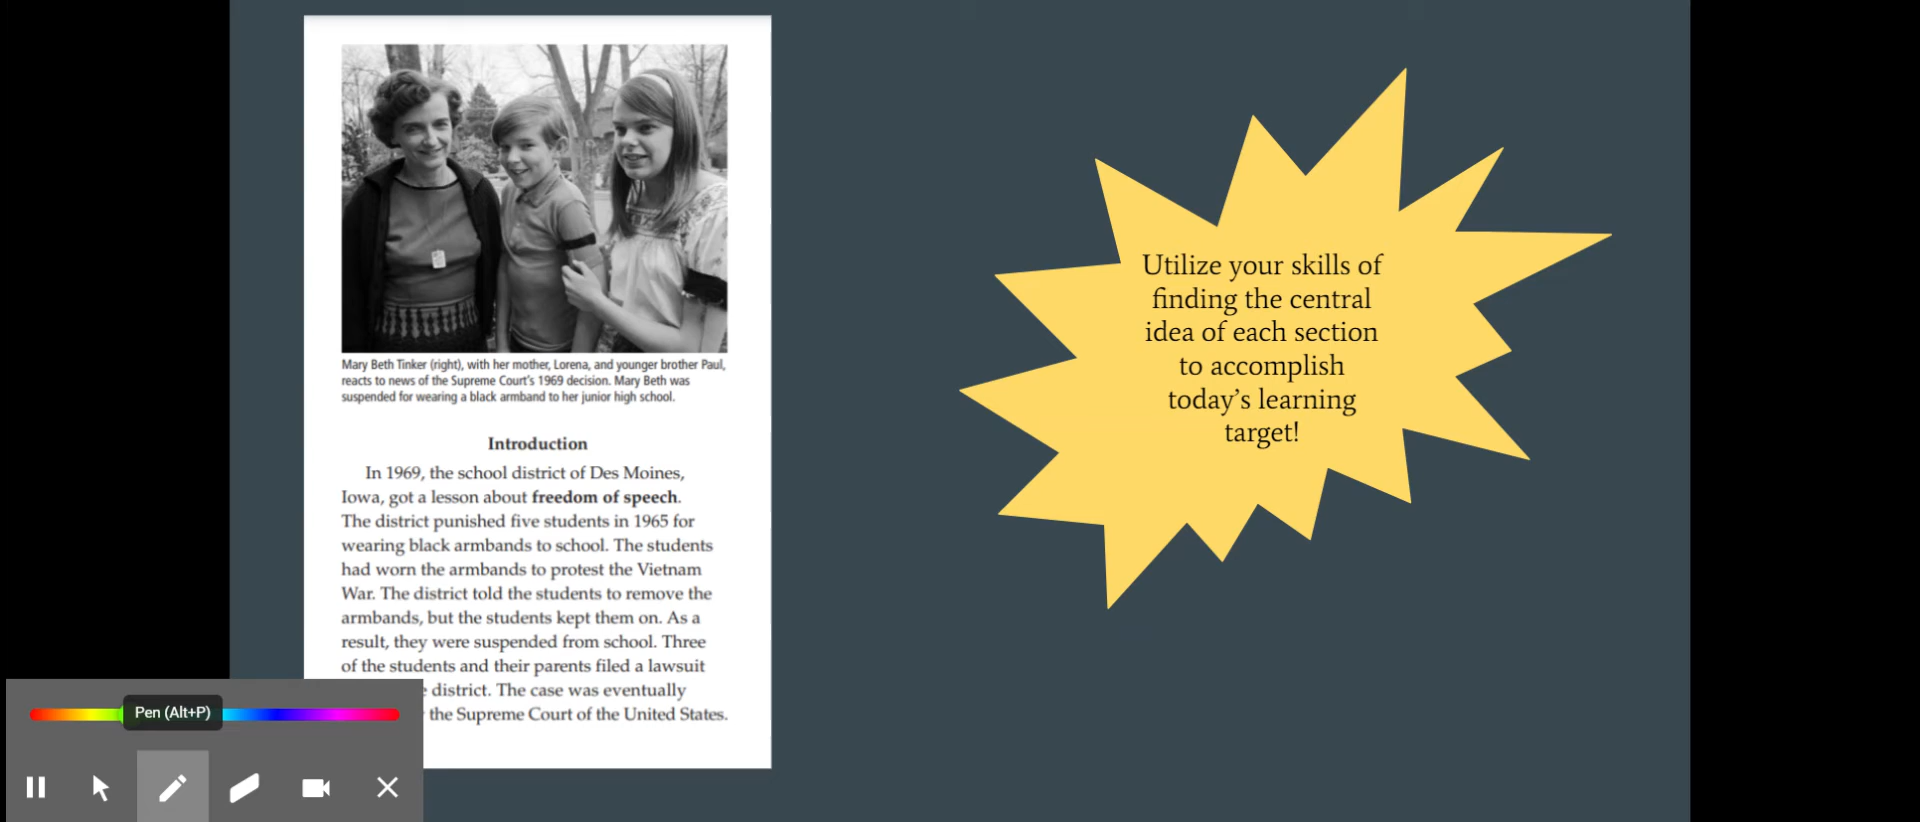 Mary Beth Tinker (right), with her mother, Lorena, and younger brother Paul,
reacts to news of the Supreme Court's 1969 decision. Mary Beth was
suspended for wearing a black armband to her junior high school.
Introduction
In 1969, the school district of Des Moines,
Iowa, got a lesson about freedom of speech.
The district punished five students in 1965 for
wearing black armbands to school. The students
had worn the armbands to protest the Vietnam
War. The district told the students to remove the
armbands, but the students kept them on. As a
result, they were suspended from school. Three
of the students and their parents filed a lawsuit
district. The case was eventually
the Supreme Court of the United States.
Utilize your skills of
finding the central
idea of each section
to accomplish
today's learning
target!
Pen (Alt+P)